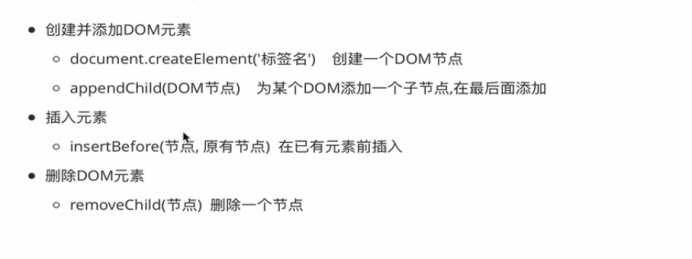 创建并添加DOM元素
document.createElement('标签名') 创建一个DOM节点
appendChild(DOM节点) 为某个DOM添加一个子节点,在最后面添加
插入元素
insertBefore(节点, 原有节点) 在已有元素前插入
删除DOM元素
removeChild(节点) 删除一个节点